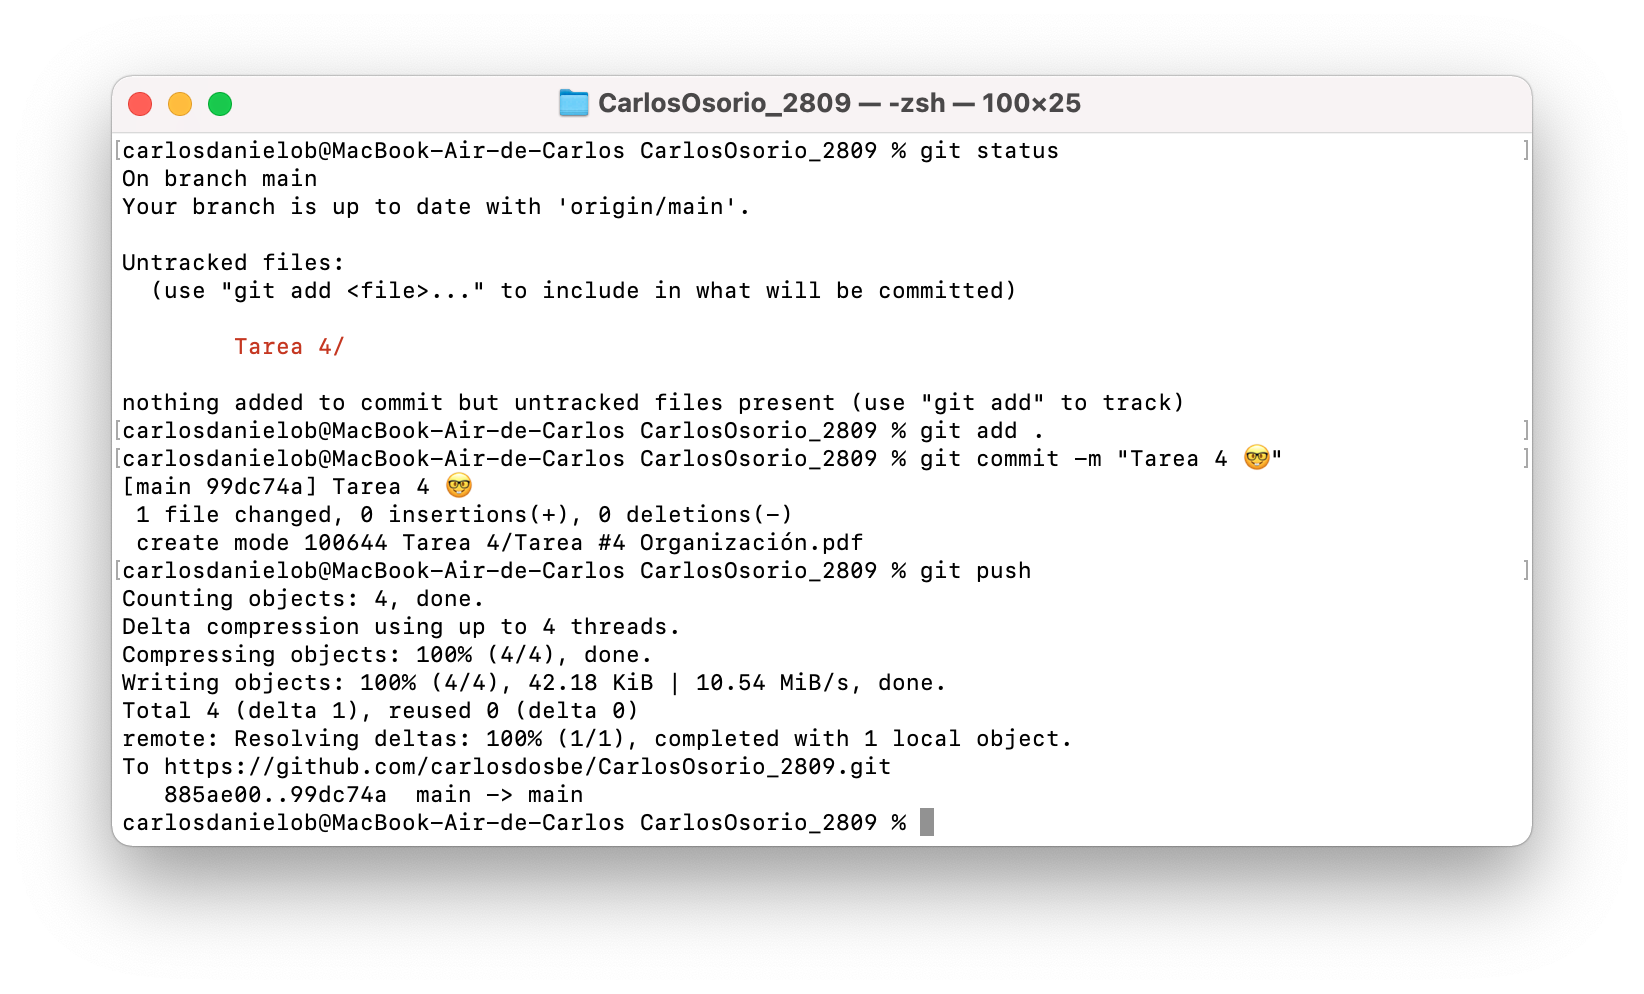 CarlosOsorio_2809 — -zsh — 100×25
[carlosdanielob@MacBook-Air-de-Carlos CarlosOsorio_2809 % git status ]
On branch main
Your branch is up to date with 'origin/main'.
Untracked files:
(use "git add <file>..." to include in what will be committed)
Tarea 4/
nothing added to commit but untracked files present (use "git add" to track)
[carlosdanielob@MacBook-Air-de-Carlos CarlosOsorio_2809 % git add . ]
[carlosdanielob@MacBook-Air-de-Carlos CarlosOsorio_2809 % git commit -m "Tarea 4 🤓" ]
[main 99dc74a] Tarea 4 🤓
1 file changed, 0 insertions(+), 0 deletions(-)
create mode 100644 Tarea 4/Tarea #4 Organización.pdf
[carlosdanielob@MacBook-Air-de-Carlos CarlosOsorio_2809 % git push ]
Counting objects: 4, done.
Delta compression using up to 4 threads.
Compressing objects: 100% (4/4), done.
Writing objects: 100% (4/4), 42.18 KiB | 10.54 MiB/s, done.
Total 4 (delta 1), reused 0 (delta 0)
remote: Resolving deltas: 100% (1/1), completed with 1 local object.
To https://github.com/carlosdosbe/CarlosOsorio_2809.git
885ae00..99dc74a  main -> main
carlosdanielob@MacBook-Air-de-Carlos CarlosOsorio_2809 %